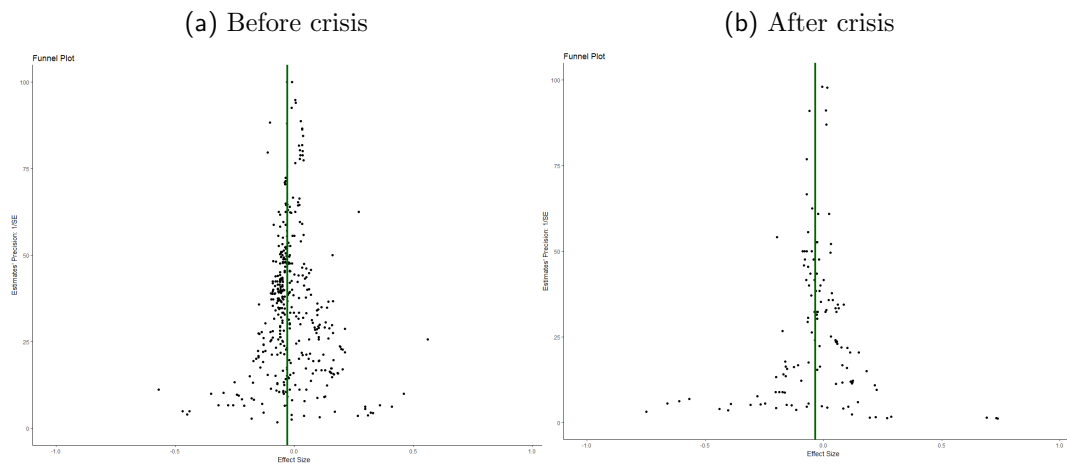 (a) Before crisis
(b) After crisis
Funnel Plot
100
75
50
25
0
Estimates' Precision: 1/SE
-1.0
-0.5
0.0
0.5
1.0
Effect Size
Funnel Plot
100
75
50
25
0
Estimates' Precision: 1/SE
-1.0
-0.5
0.0
0.5
1.0
Effect Size